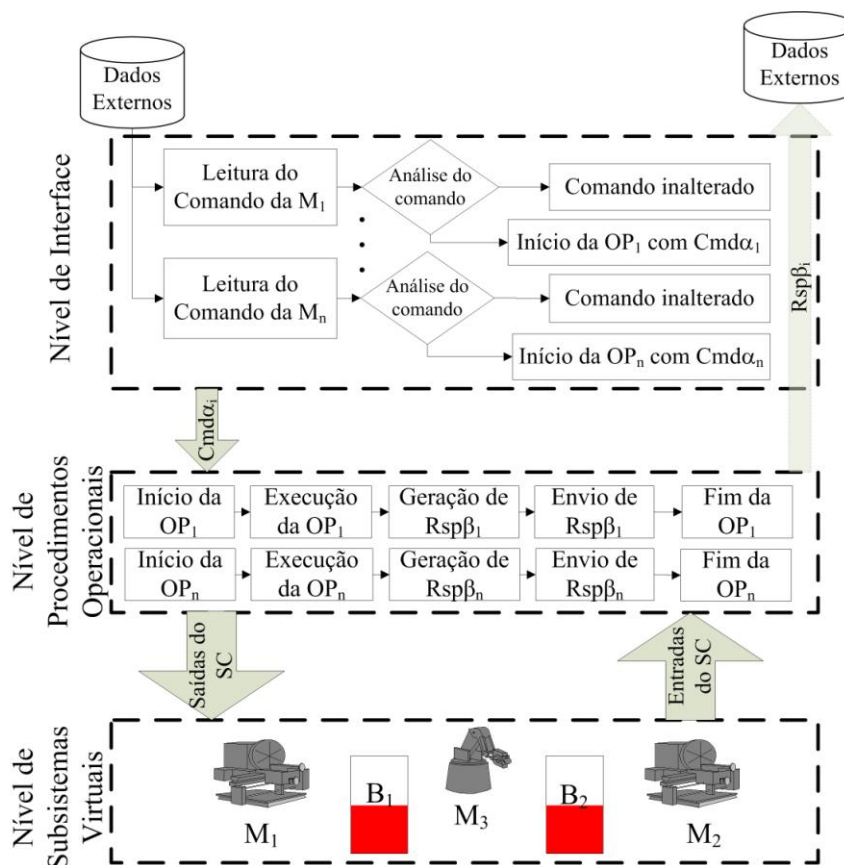 Dados
Externos
Dados
Externos
Nível de Interface
Leitura do
Comando da M₁
Análise do
comando
Comando inalterado
Início da OP₁ com Cmdα₁
Leitura do
Comando da Mₙ
Análise do
comando
Comando inalterado
Início da OPₙ com Cmdαₙ
Rspβᵢ
Cmdαᵢ
Nível de
Procedimentos
Operacionais
Início da
OP₁
Execução
da OP₁
Geração de
Rspβ₁
Envio de
Rspβ₁
Fim da
OP₁
Início da
OPₙ
Execução
da OPₙ
Geração de
Rspβₙ
Envio de
Rspβₙ
Fim da
OPₙ
Saídas do
SC
Entradas
do SC
Nível de
Subsistemas
Virtuais
M₁
B₁
M₃
B₂
M₂